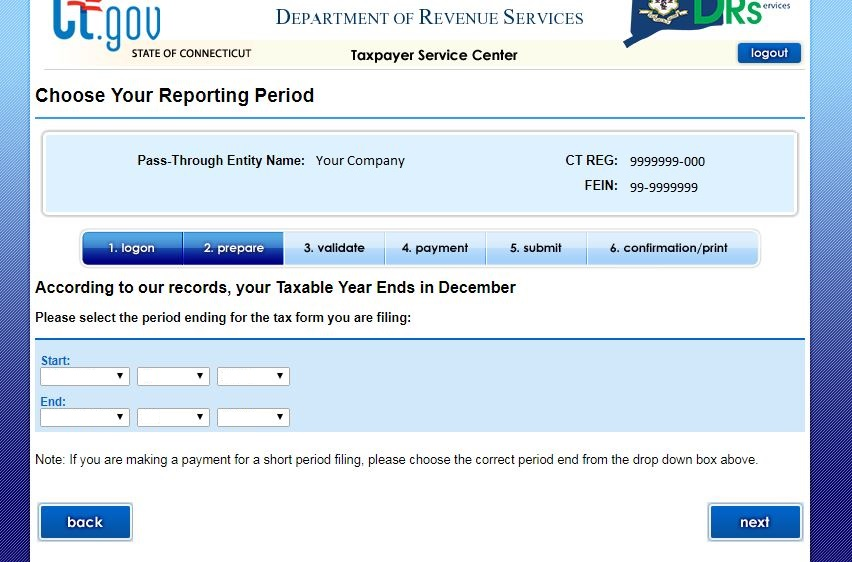 ct.gov
STATE OF CONNECTICUT
DEPARTMENT OF REVENUE SERVICES
Taxpayer Service Center
DRS ervices
logout
Choose Your Reporting Period
Pass-Through Entity Name: Your Company CT REG: 9999999-000
FEIN: 99-9999999
1. logon 2. prepare 3. validate 4. payment 5. submit 6. confirmation/print
According to our records, your Taxable Year Ends in December
Please select the period ending for the tax form you are filing:
Start:
End:
Note: If you are making a payment for a short period filing, please choose the correct period end from the drop down box above.
back next